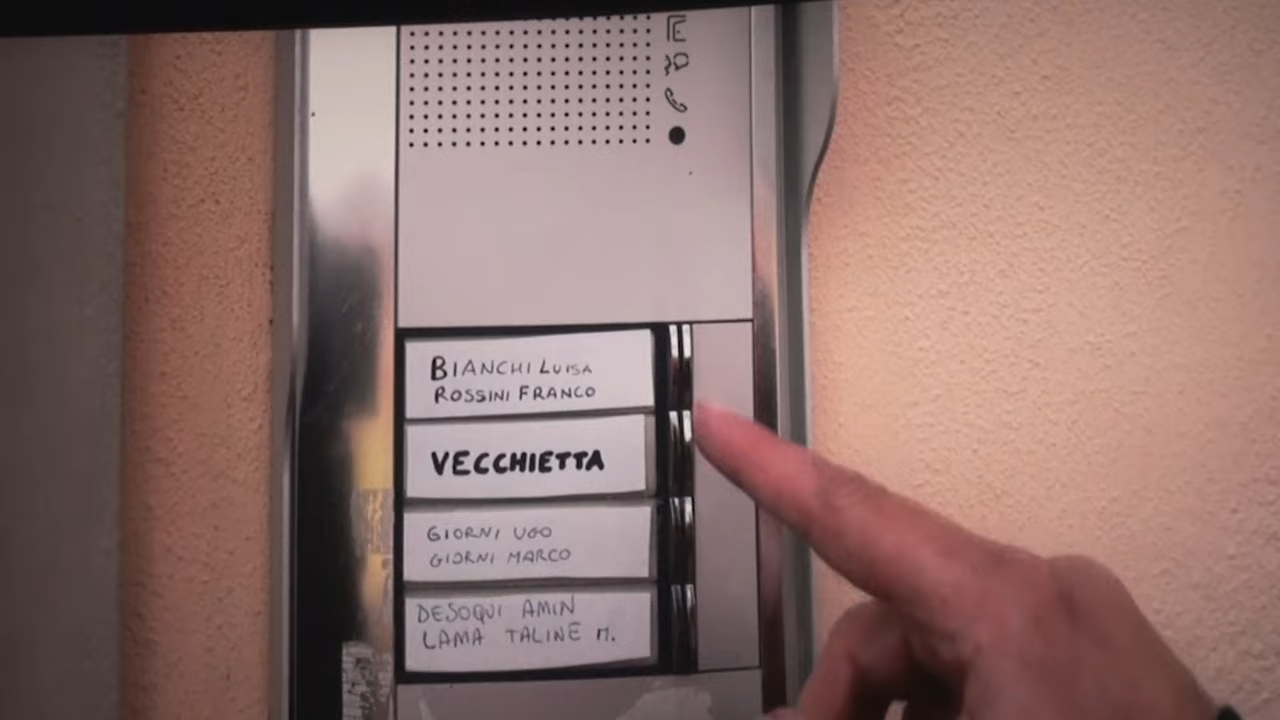 BIANCHI LUISA
ROSSINI FRANCO
VECCHIETTA
GIORNI UGO
GIORNI MARCO
DESOQUI AMIN
LAMA TALINE M.